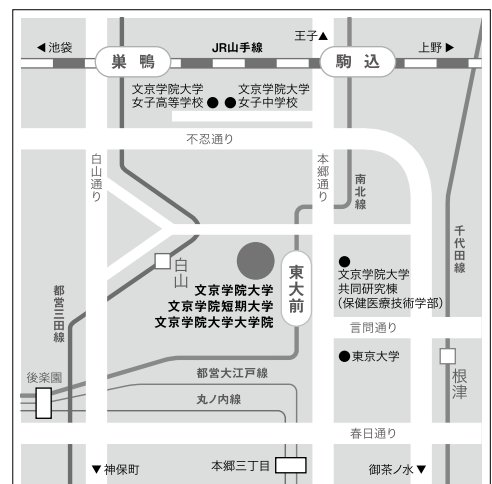 王子▲
◀池袋
巣鴨
JR山手線
駒込
上野▶
文京学院大学
女子高等学校
文京学院大学
女子中学校
不忍通り
白山通り
本郷通り
南北線
千代田線
白山
東大前
文京学院大学
文京学院短期大学
文京学院大学大学院
文京学院大学
共同研究棟
(保健医療技術学部)
都営三田線
言問通り
東京大学
根津
後楽園
都営大江戸線
丸ノ内線
春日通り
▼神保町
本郷三丁目
御茶ノ水▼